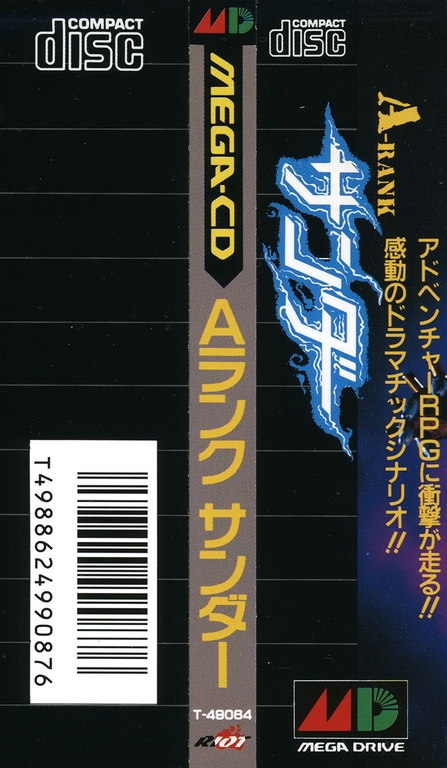 COMPACT
disc
T4988624990876
MD
MEGA-CD
Aランク サンダー
T-49064
RIOT
COMPACT
disc
A-RANK
サンダー
アドベンチャーRPGに衝撃が走る!!
感動のドラマチックシナリオ!!
MD
MEGA DRIVE